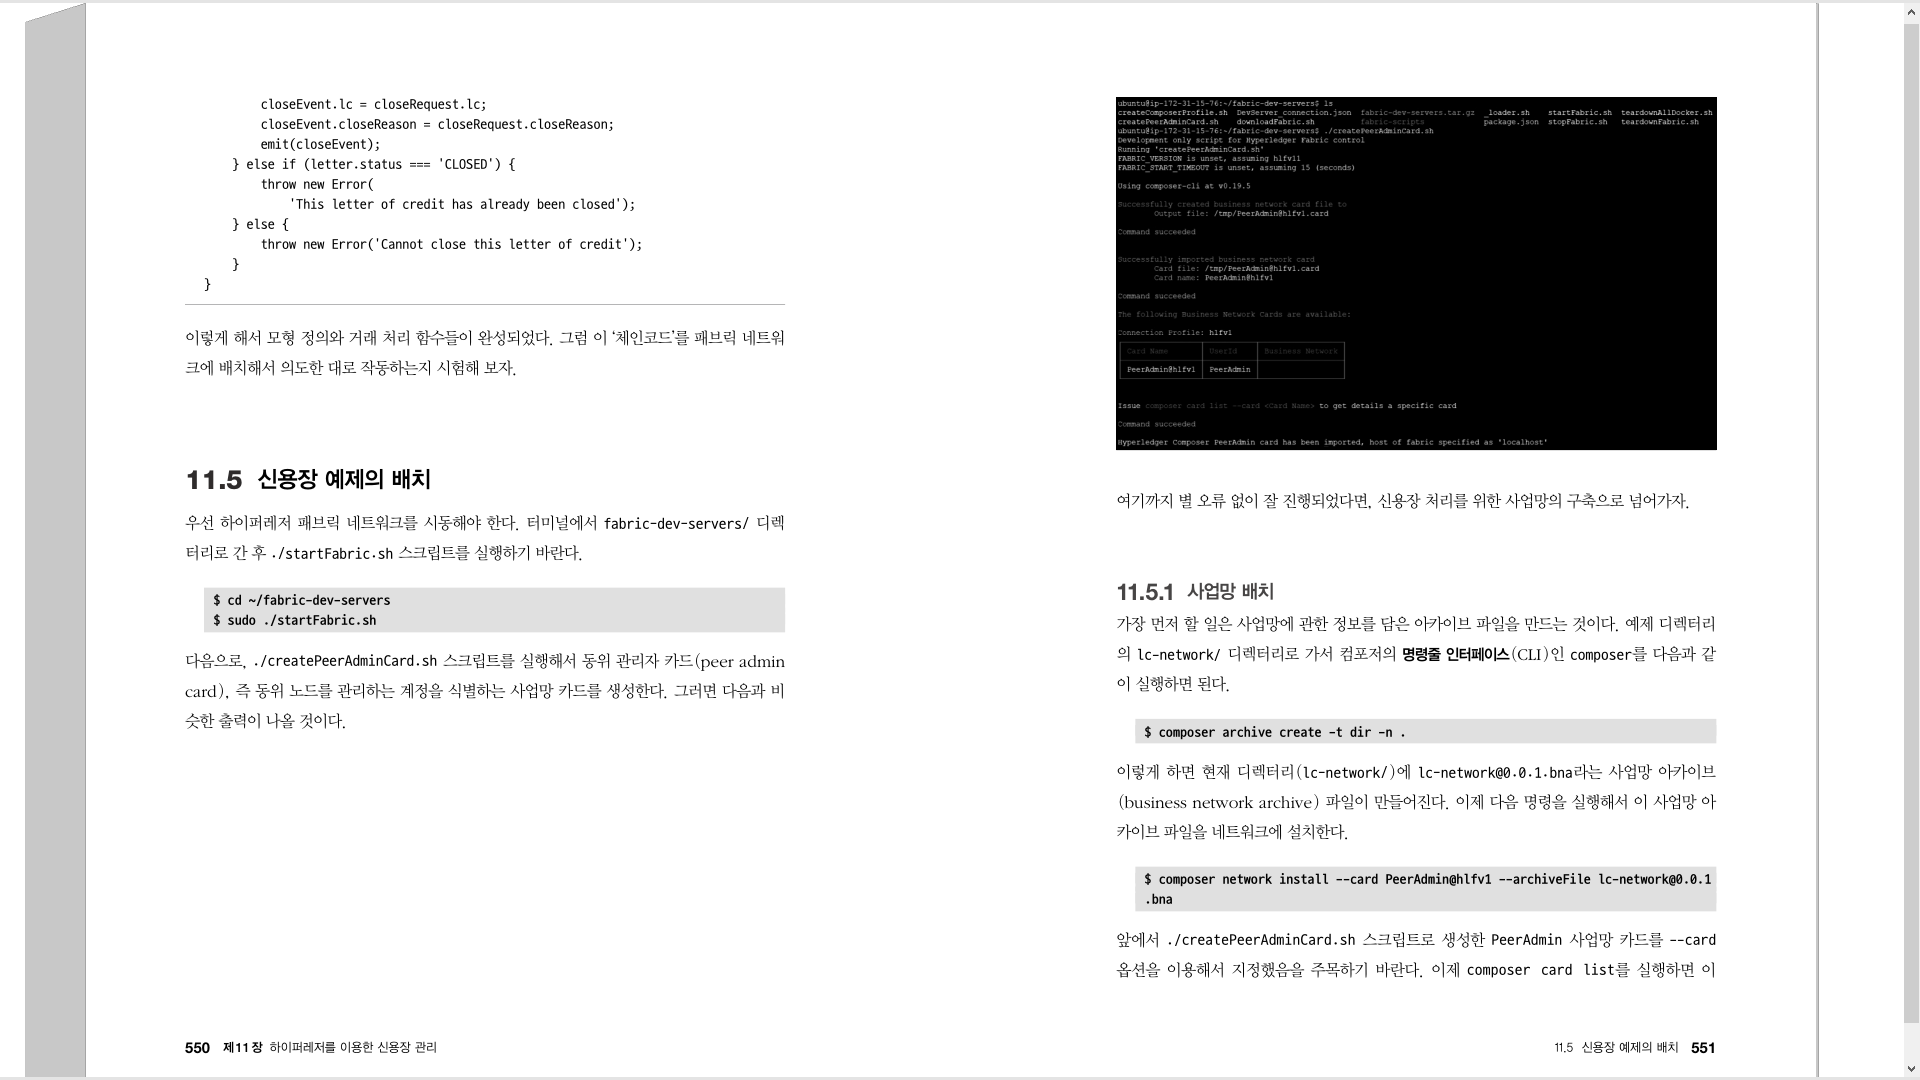 closeEvent.lc = closeRequest.lc;
closeEvent.closeReason = closeRequest.closeReason;
emit(closeEvent);
} else if (letter.status === 'CLOSED') {
throw new Error(
'This letter of credit has already been closed');
} else {
throw new Error('Cannot close this letter of credit');
}
}
이렇게 해서 모형 정의와 거래 처리 함수들이 완성되었다. 그럼 이 ‘체인코드’를 패브릭 네트워
크에 배치해서 의도한 대로 작동하는지 시험해 보자.
11.5 신용장 예제의 배치
우선 하이퍼레저 패브릭 네트워크를 시동해야 한다. 터미널에서 fabric-dev-servers/ 디렉
터리로 간 후 ./startFabric.sh 스크립트를 실행하기 바란다.
$ cd ~/fabric-dev-servers
$ sudo ./startFabric.sh
다음으로, ./createPeerAdminCard.sh 스크립트를 실행해서 동위 관리자 카드(peer admin
card), 즉 동위 노드를 관리하는 계정을 식별하는 사업망 카드를 생성한다. 그러면 다음과 비
슷한 출력이 나올 것이다.
550 제11장 하이퍼레저를 이용한 신용장 관리
ubuntu@ip-172-31-15-76:~/fabric-dev-servers$ ls
createComposerProfile.sh DevServer_connection.json fabric-dev-servers.tar.gz _loader.sh startFabric.sh teardownAllDocker.sh
createPeerAdminCard.sh downloadFabric.sh fabric-scripts package.json stopFabric.sh teardownFabric.sh
ubuntu@ip-172-31-15-76:~/fabric-dev-servers$ ./createPeerAdminCard.sh
Development only script for Hyperledger Fabric control
Running 'createPeerAdminCard.sh'
FABRIC_VERSION is unset, assuming hlfv11
FABRIC_START_TIMEOUT is unset, assuming 15 (seconds)
Using composer-cli at v0.19.5
Successfully created business network card file to
Output file: /tmp/PeerAdmin@hlfv1.card
Command succeeded
Successfully imported business network card
Card file: /tmp/PeerAdmin@hlfv1.card
Card name: PeerAdmin@hlfv1
Command succeeded
The following Business Network Cards are available:
Connection Profile: hlfv1
Card Name UserId Business Network
PeerAdmin@hlfv1 PeerAdmin
Issue composer card list --card <Card Name> to get details a specific card
Command succeeded
Hyperledger Composer PeerAdmin card has been imported, host of fabric specified as 'localhost'
여기까지 별 오류 없이 잘 진행되었다면, 신용장 처리를 위한 사업망의 구축으로 넘어가자.
11.5.1 사업망 배치
가장 먼저 할 일은 사업망에 관한 정보를 담은 아카이브 파일을 만드는 것이다. 예제 디렉터리
의 lc-network/ 디렉터리로 가서 컴포저의 명령줄 인터페이스(CLI)인 composer를 다음과 같
이 실행하면 된다.
$ composer archive create -t dir -n .
이렇게 하면 현재 디렉터리(lc-network/)에 lc-network@0.0.1.bna라는 사업망 아카이브
(business network archive) 파일이 만들어진다. 이제 다음 명령을 실행해서 이 사업망 아
카이브 파일을 네트워크에 설치한다.
$ composer network install --card PeerAdmin@hlfv1 --archiveFile lc-network@0.0.1
.bna
앞에서 ./createPeerAdminCard.sh 스크립트로 생성한 PeerAdmin 사업망 카드를 --card
옵션을 이용해서 지정했음을 주목하기 바란다. 이제 composer card list를 실행하면 이
11.5 신용장 예제의 배치 551